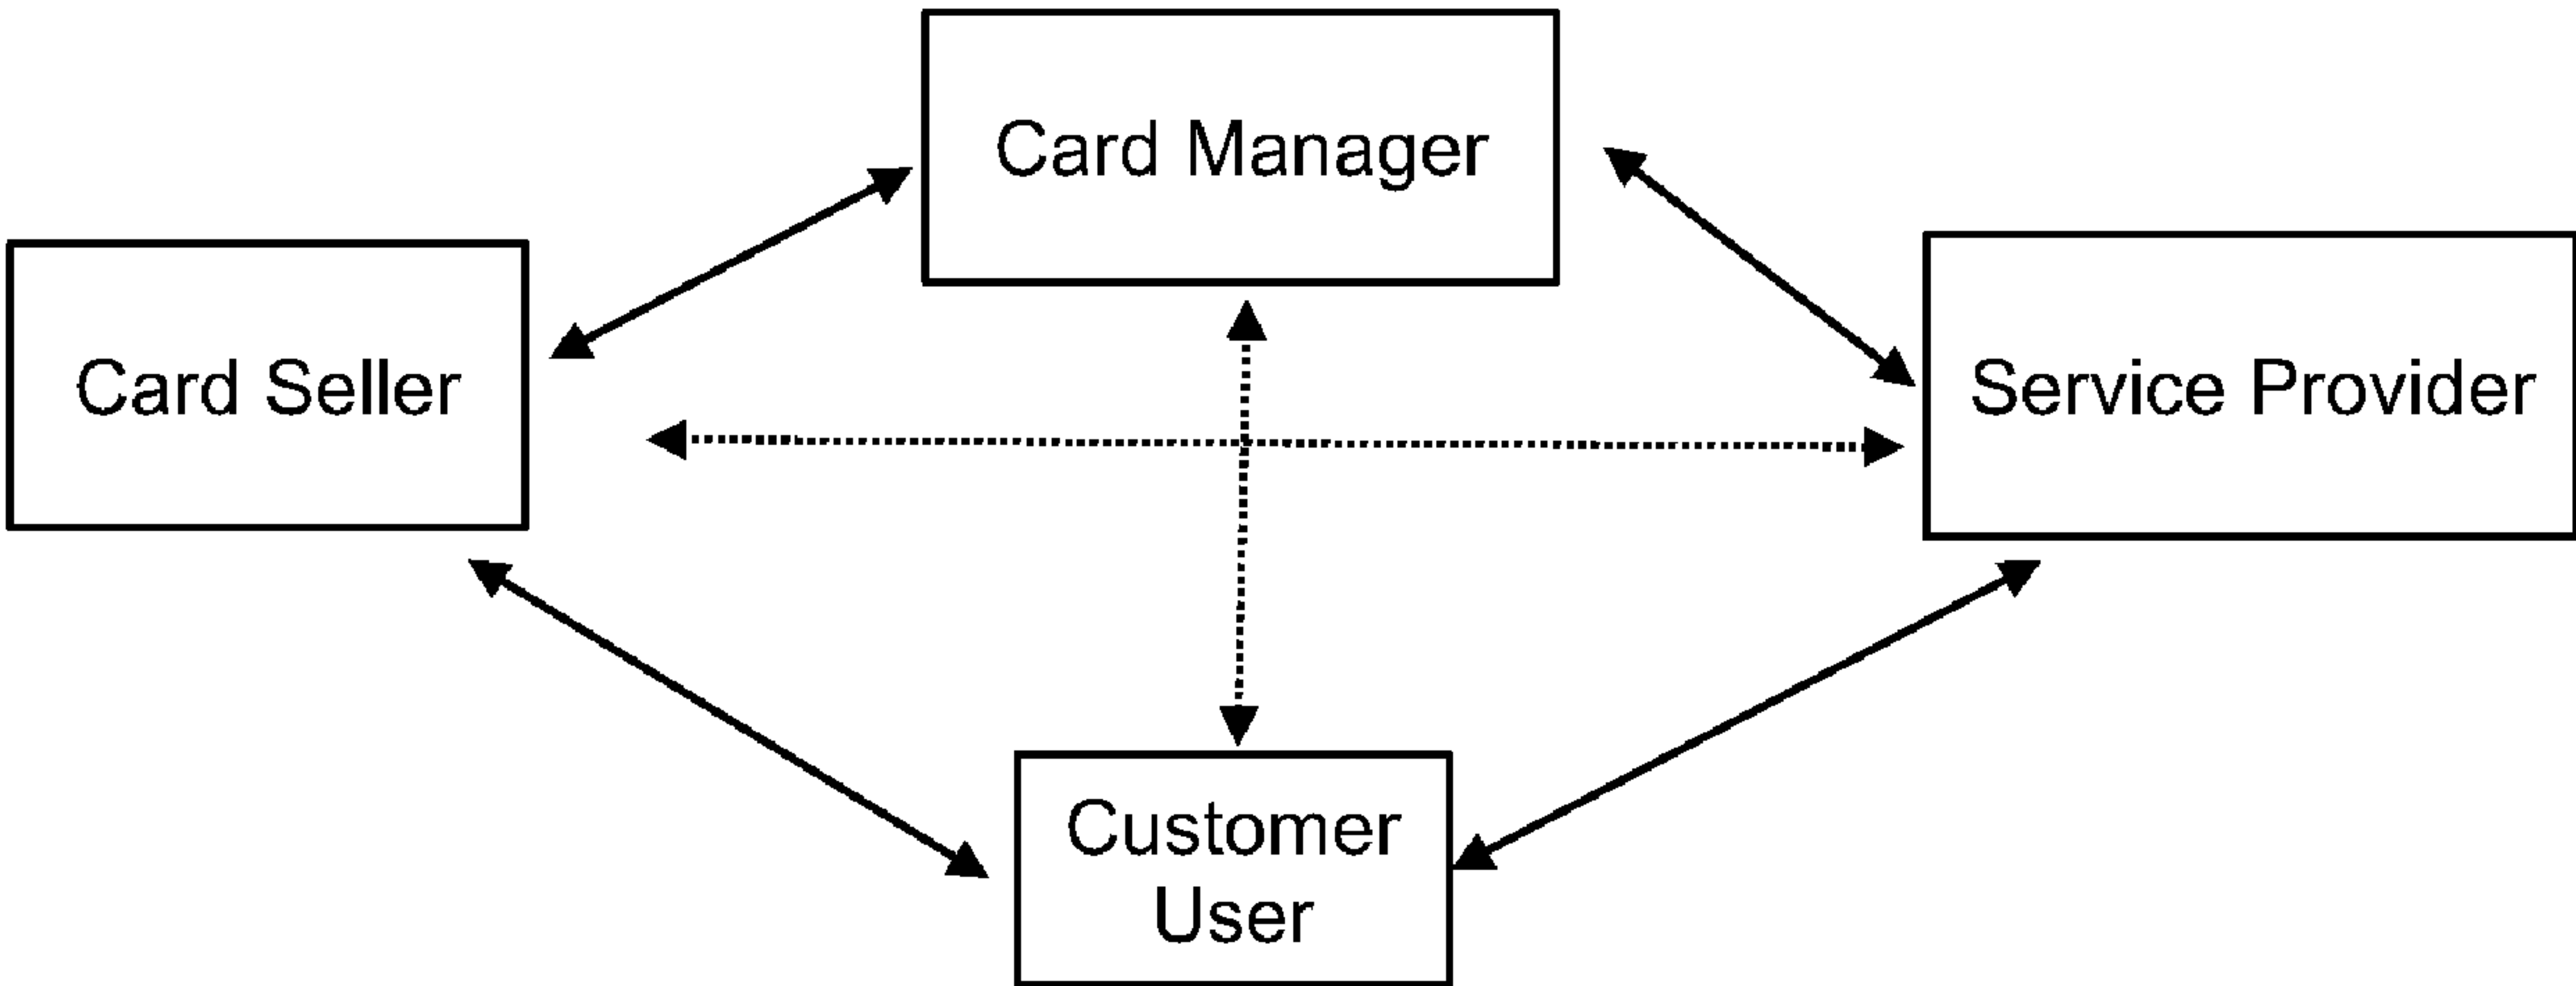 Card Manager
Card Seller
Service Provider
Customer
User